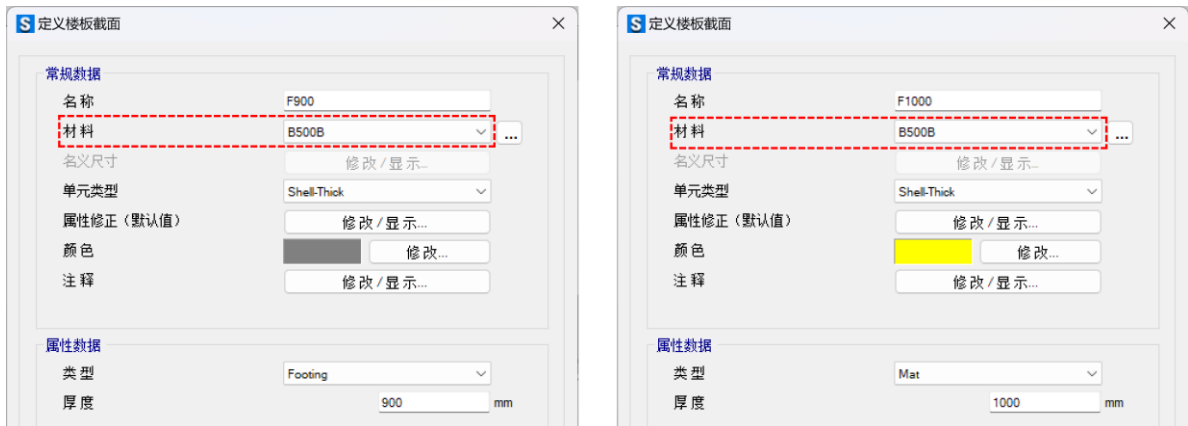 S 定义楼板截面
常规数据
名称 F900
材料 B500B ...
名义尺寸 修改/显示...
单元类型 Shell-Thick
属性修正（默认值） 修改/显示...
颜色 修改...
注释 修改/显示...
属性数据
类型 Footing
厚度 900 mm
S 定义楼板截面
常规数据
名称 F1000
材料 B500B ...
名义尺寸 修改/显示...
单元类型 Shell-Thick
属性修正（默认值） 修改/显示...
颜色 修改...
注释 修改/显示...
属性数据
类型 Mat
厚度 1000 mm